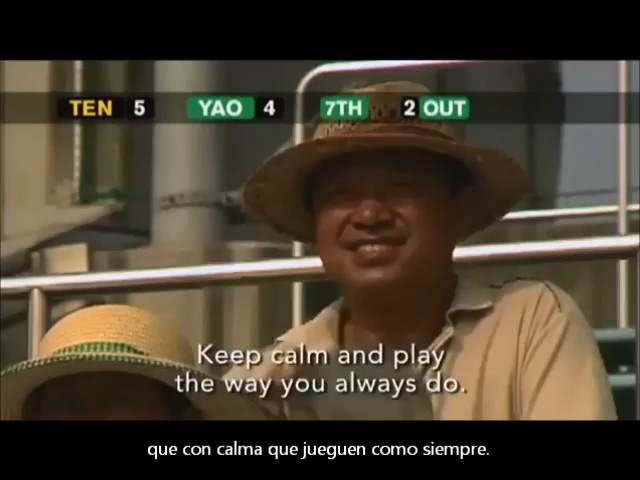 TEN 5 YAO 4 7TH 2 OUT
Keep calm and play
the way you always do.
que con calma que jueguen como siempre.